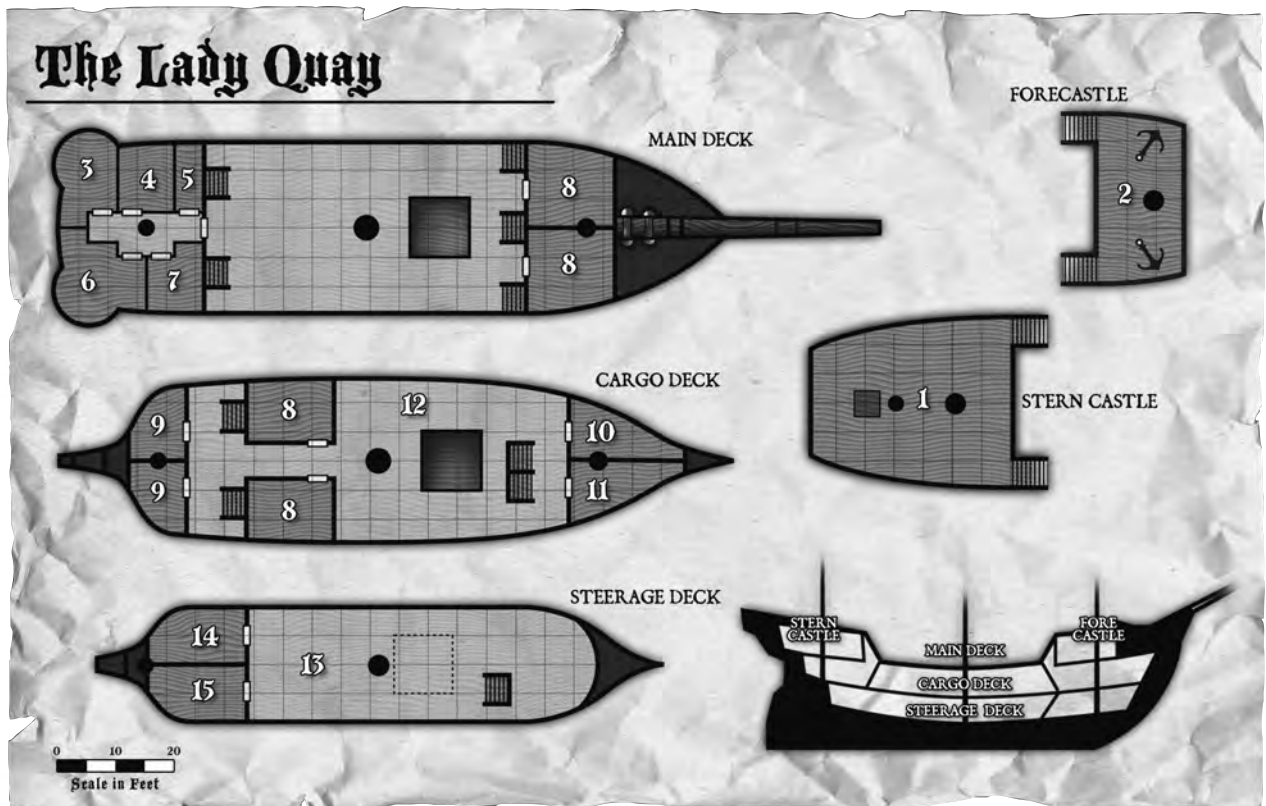 The Lady Quay
FORECASTLE
MAIN DECK
3
4
5
8
2
6
7
8
CARGO DECK
12
9
8
10
1
STERN CASTLE
9
8
11
STEERAGE DECK
14
13
15
STERN
CASTLE
FORE
CASTLE
MAIN DECK
CARGO DECK
STEERAGE DECK
0 10 20
Scale in Feet